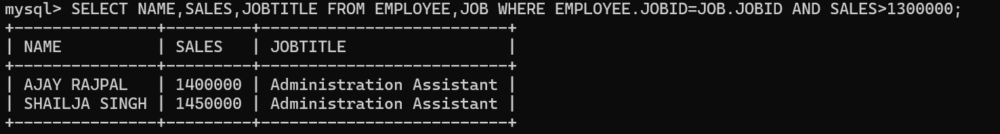 mysql> SELECT NAME,SALES,JOBTITLE FROM EMPLOYEE,JOB WHERE EMPLOYEE.JOBID=JOB.JOBID AND SALES>1300000;
+---------------+---------+--------------------------+
| NAME          | SALES   | JOBTITLE                 |
+---------------+---------+--------------------------+
| AJAY RAJPAL   | 1400000 | Administration Assistant |
| SHAILJA SINGH | 1450000 | Administration Assistant |
+---------------+---------+--------------------------+